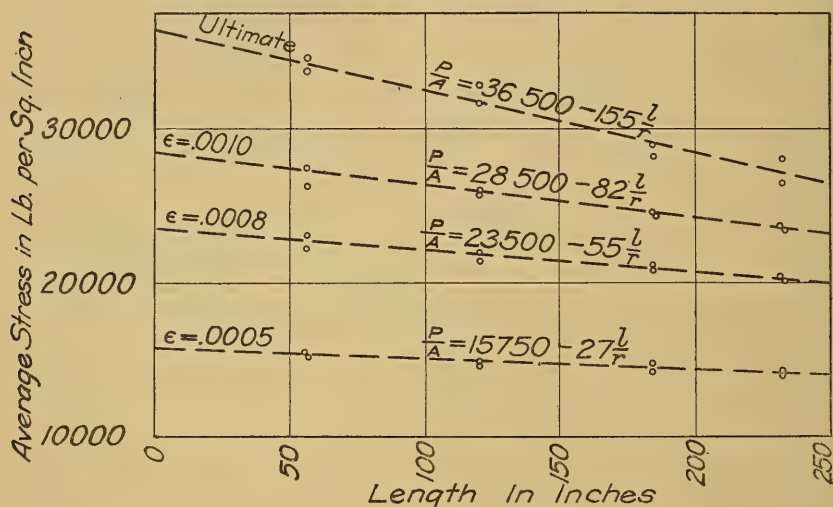 Ultimate
P/A = 36 500 - 155 l/r
30000
ϵ=.0010
P/A = 28 500 - 82 l/r
ϵ=.0008
P/A = 23500 - 55 l/r
20000
ϵ=.0005
P/A = 15750 - 27 l/r
10000
0
50
100
150
200
250
Length in Inches
Average Stress in Lb. per Sq. Inch